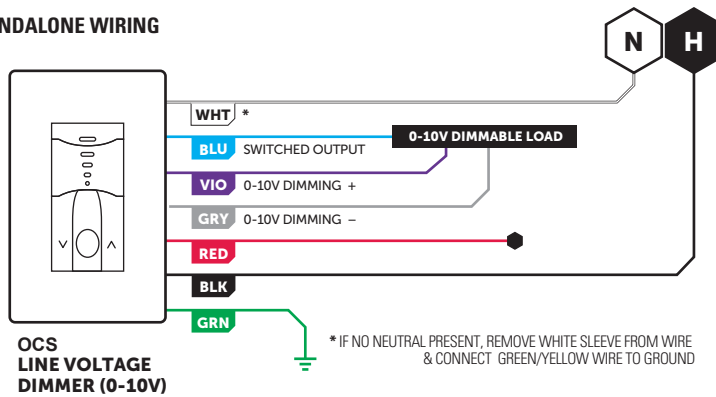 NDALONE WIRING
N H
WHT *
BLU SWITCHED OUTPUT
0-10V DIMMABLE LOAD
VIO 0-10V DIMMING +
GRY 0-10V DIMMING –
RED
BLK
GRN
* IF NO NEUTRAL PRESENT, REMOVE WHITE SLEEVE FROM WIRE
& CONNECT GREEN/YELLOW WIRE TO GROUND
OCS
LINE VOLTAGE
DIMMER (0-10V)